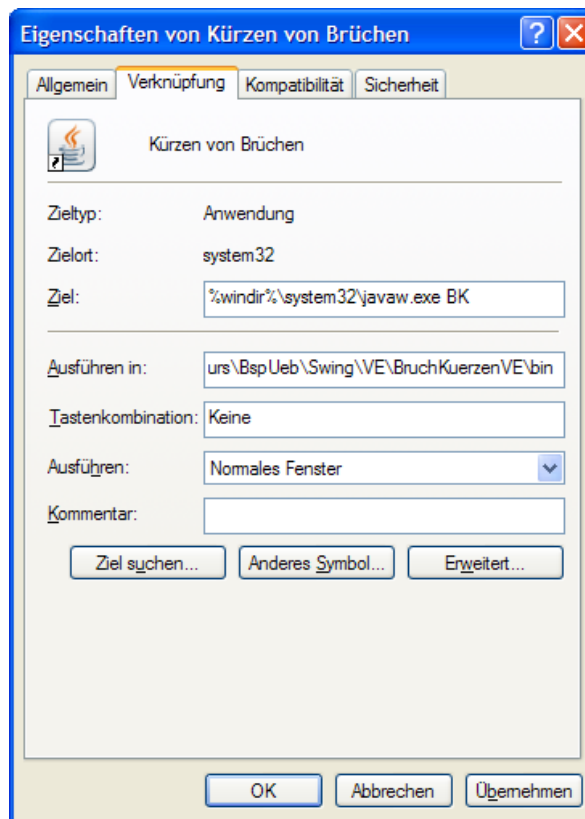 Eigenschaften von Kürzen von Brüchen
Allgemein Verknüpfung Kompatibilität Sicherheit
Kürzen von Brüchen
Zieltyp: Anwendung
Zielort: system32
Ziel: %windir%\system32\javaw.exe BK
Ausführen in: urs\BspUeb\Swing\VE\BruchKuerzenVE\bin
Tastenkombination: Keine
Ausführen: Normales Fenster
Kommentar:
Ziel suchen... Anderes Symbol... Erweitert...
OK Abbrechen Übernehmen